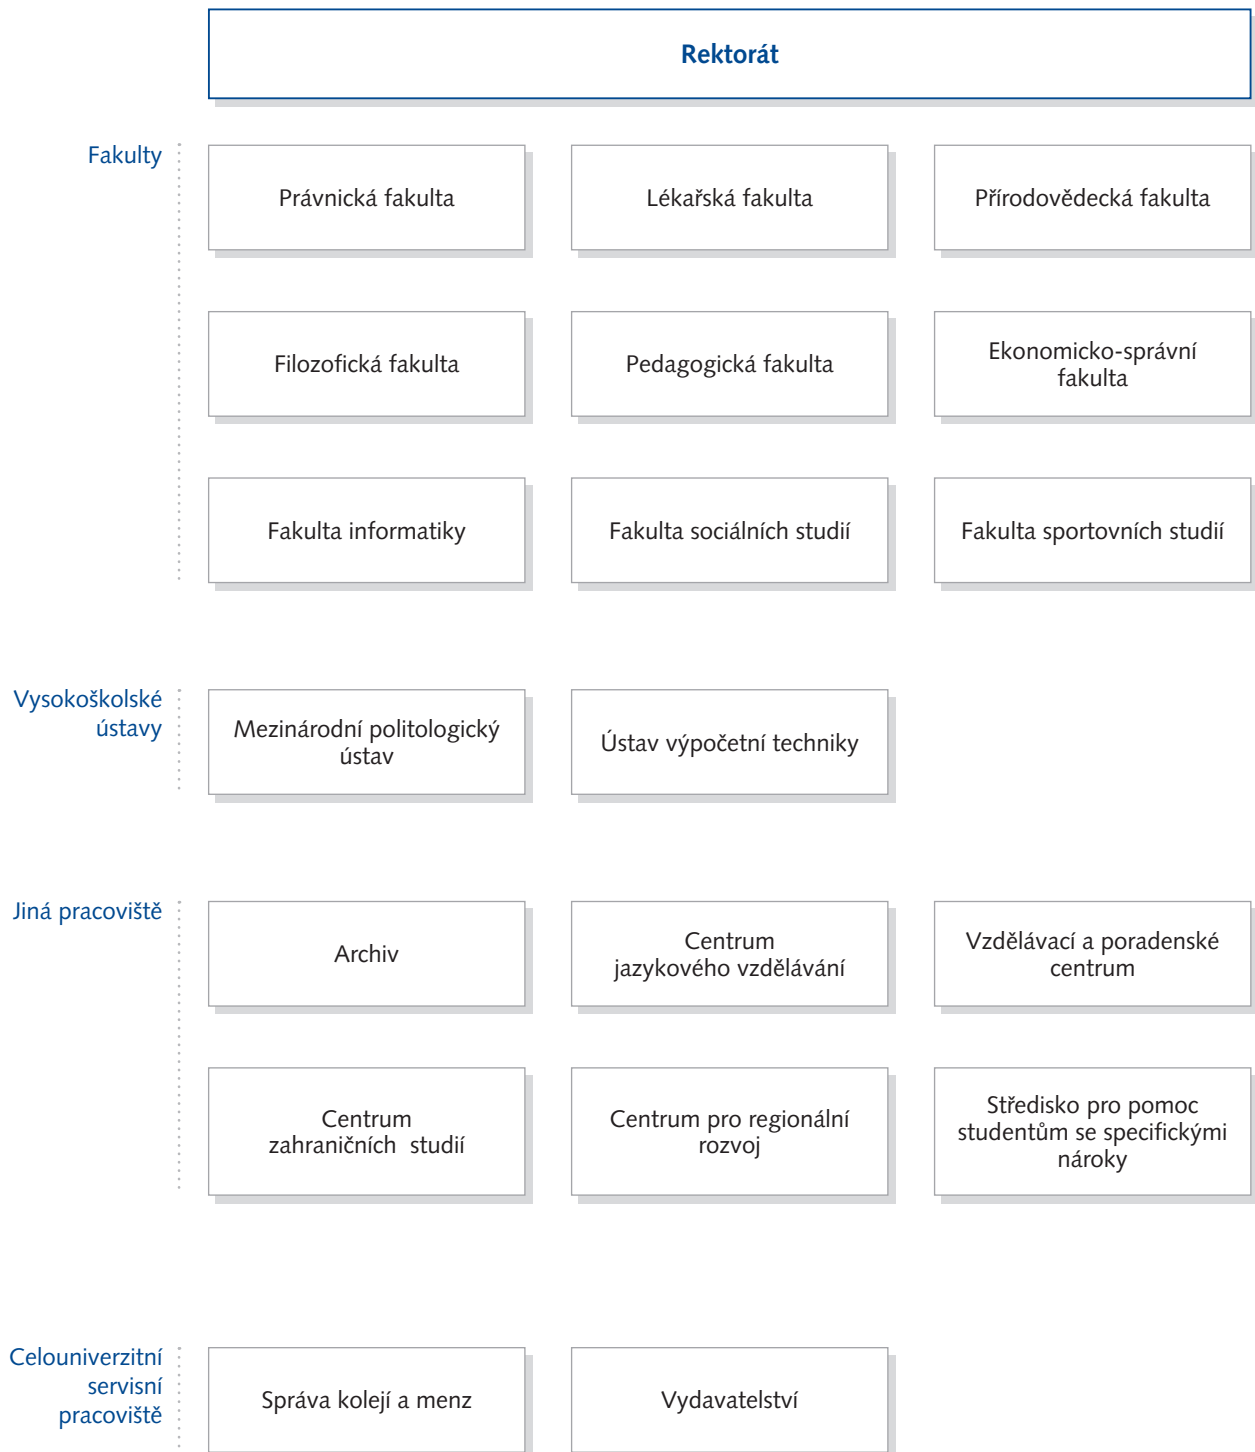 Rektorát
Fakulty
Právnická fakulta
Lékařská fakulta
Přírodovědecká fakulta
Filozofická fakulta
Pedagogická fakulta
Ekonomicko-správní
fakulta
Fakulta informatiky
Fakulta sociálních studií
Fakulta sportovních studií
Vysokoškolské
ústavy
Mezinárodní politologický
ústav
Ústav výpočetní techniky
Jiná pracoviště
Archiv
Centrum
jazykového vzdělávání
Vzdělávací a poradenské
centrum
Centrum
zahraničních studií
Centrum pro regionální
rozvoj
Středisko pro pomoc
studentům se specifickými
nároky
Celouniverzitní
servisní
pracoviště
Správa kolejí a menz
Vydavatelství